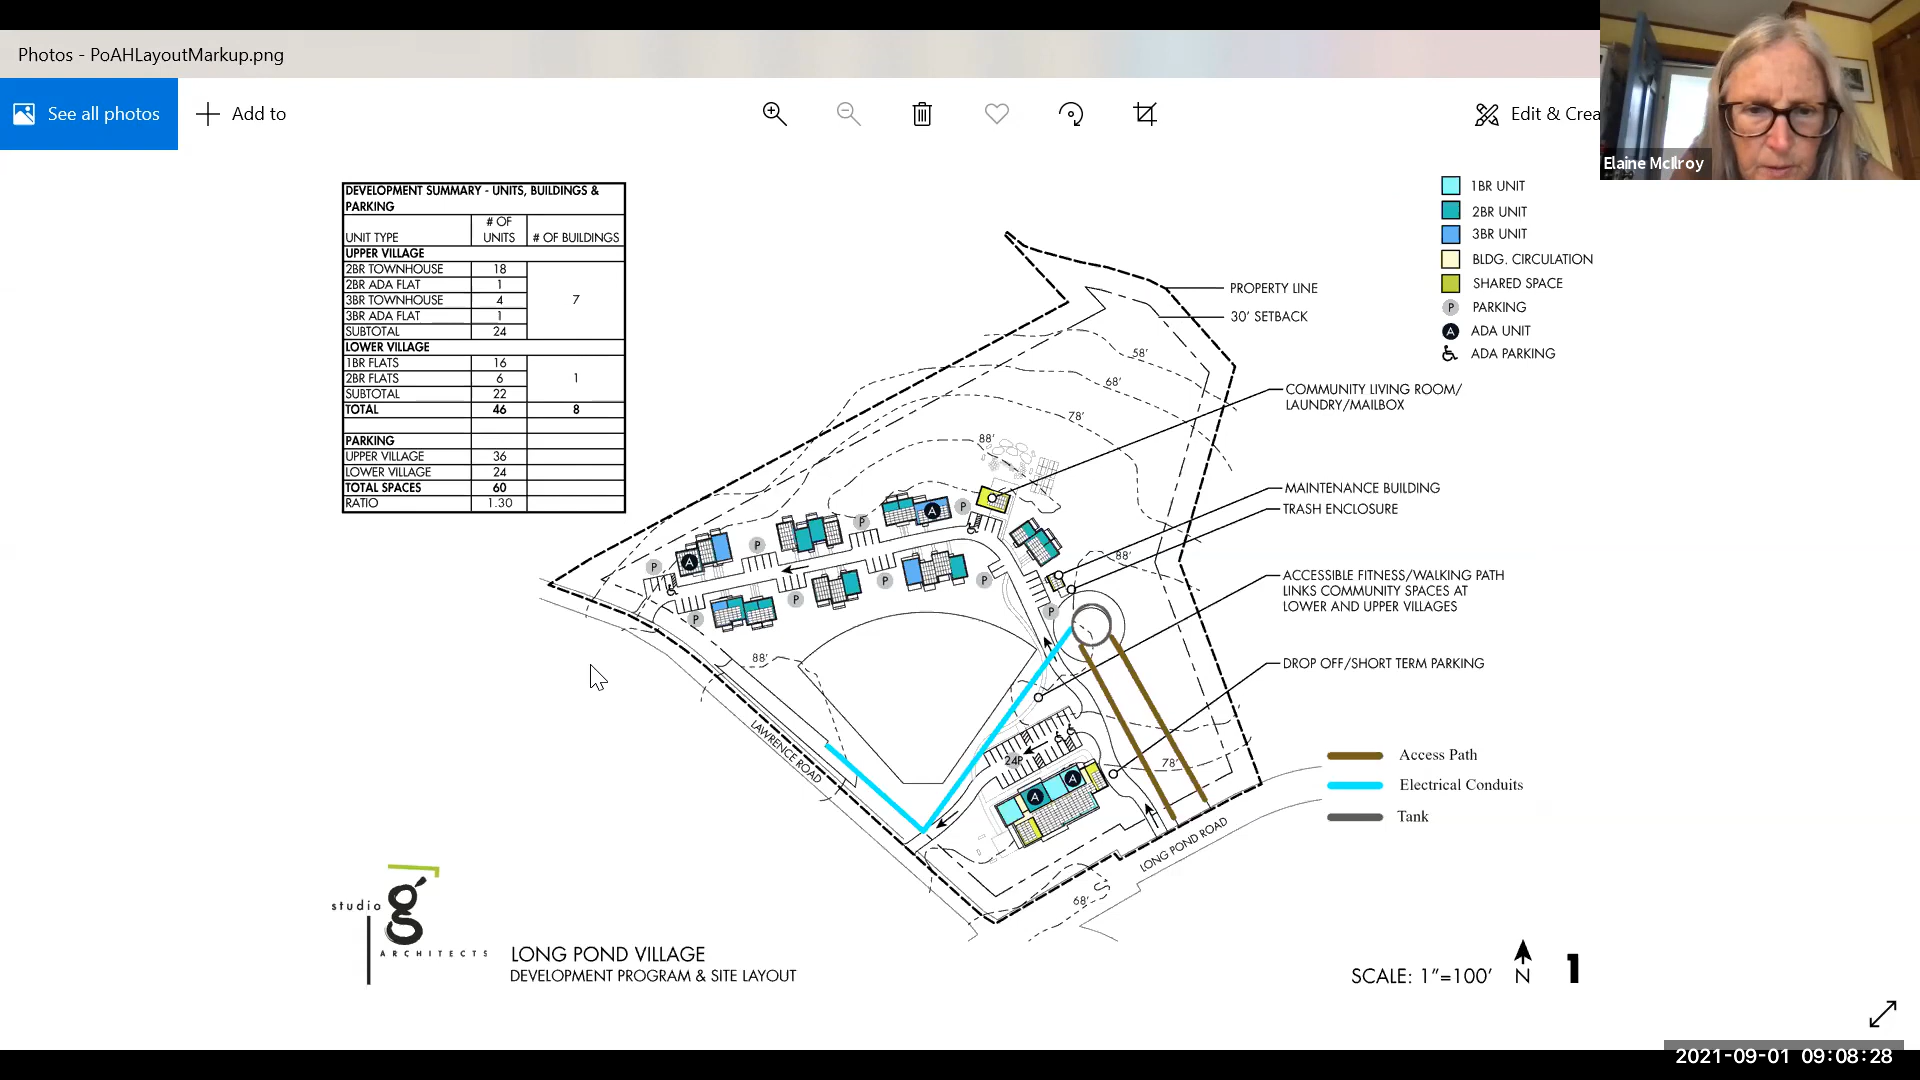 Photos - PoAHLayoutMarkup.png
See all photos
Add to
Edit & Crea
Elaine McIlroy
DEVELOPMENT SUMMARY - UNITS, BUILDINGS &
PARKING
UNIT TYPE # OF UNITS # OF BUILDINGS
UPPER VILLAGE
2BR TOWNHOUSE 18
2BR ADA FLAT 1
3BR TOWNHOUSE 4 7
3BR ADA FLAT 1
SUBTOTAL 24
LOWER VILLAGE
1BR FLATS 16
2BR FLATS 6 1
SUBTOTAL 22
TOTAL 46 8
PARKING
UPPER VILLAGE 36
LOWER VILLAGE 24
TOTAL SPACES 60
RATIO 1.30
1BR UNIT
2BR UNIT
3BR UNIT
BLDG. CIRCULATION
SHARED SPACE
P PARKING
A ADA UNIT
ADA PARKING
PROPERTY LINE
30' SETBACK
COMMUNITY LIVING ROOM/
LAUNDRY/MAILBOX
MAINTENANCE BUILDING
TRASH ENCLOSURE
ACCESSIBLE FITNESS/WALKING PATH
LINKS COMMUNITY SPACES AT
LOWER AND UPPER VILLAGES
DROP OFF/SHORT TERM PARKING
58'
68'
78'
88'
A
P
P
P
A
P
88'
P
P
P
P
P
88'
LAWRENCE ROAD
24P
78'
A
A
LONG POND ROAD
68'
Access Path
Electrical Conduits
Tank
studio
g
ARCHITECTS
LONG POND VILLAGE
DEVELOPMENT PROGRAM & SITE LAYOUT
SCALE: 1"=100'
N
1
2021-09-01 09:08:28